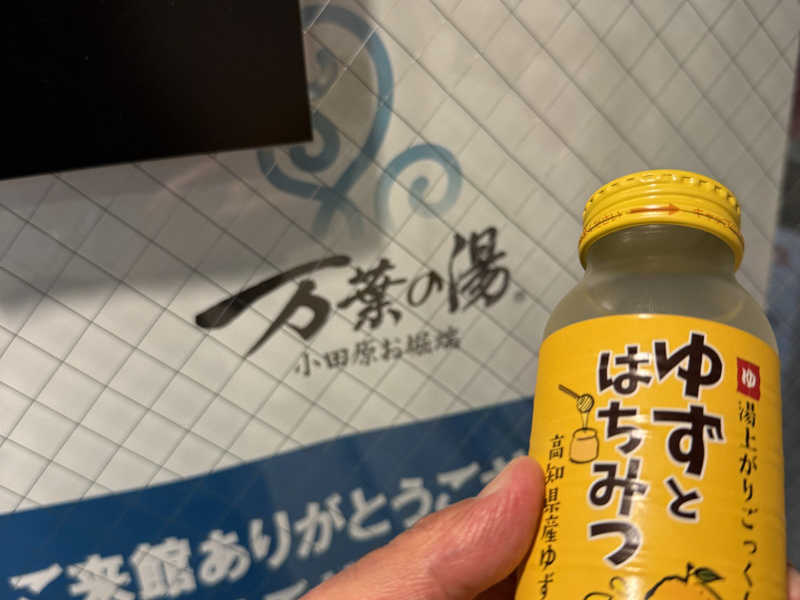 万葉の湯
小田原お堀端
ご来館ありがとうござ
ゆ
湯上がりごっくん
ゆずと
はちみつ
高知県産ゆず